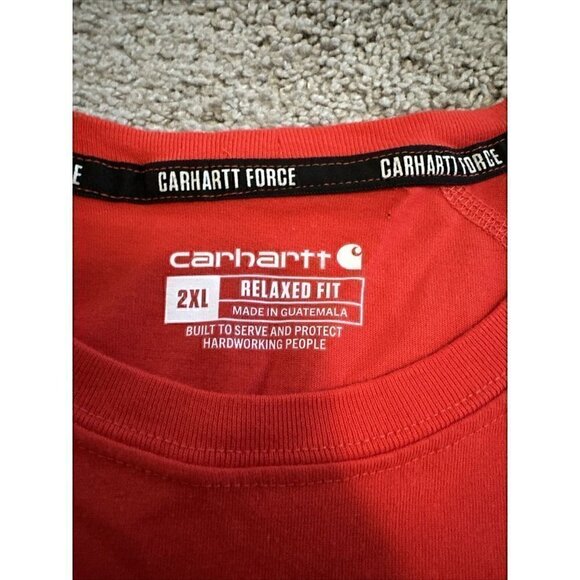 E CARHARTT FORCE CARHARTT FORCE
carhartt
2XL RELAXED FIT
MADE IN GUATEMALA
BUILT TO SERVE AND PROTECT
HARDWORKING PEOPLE